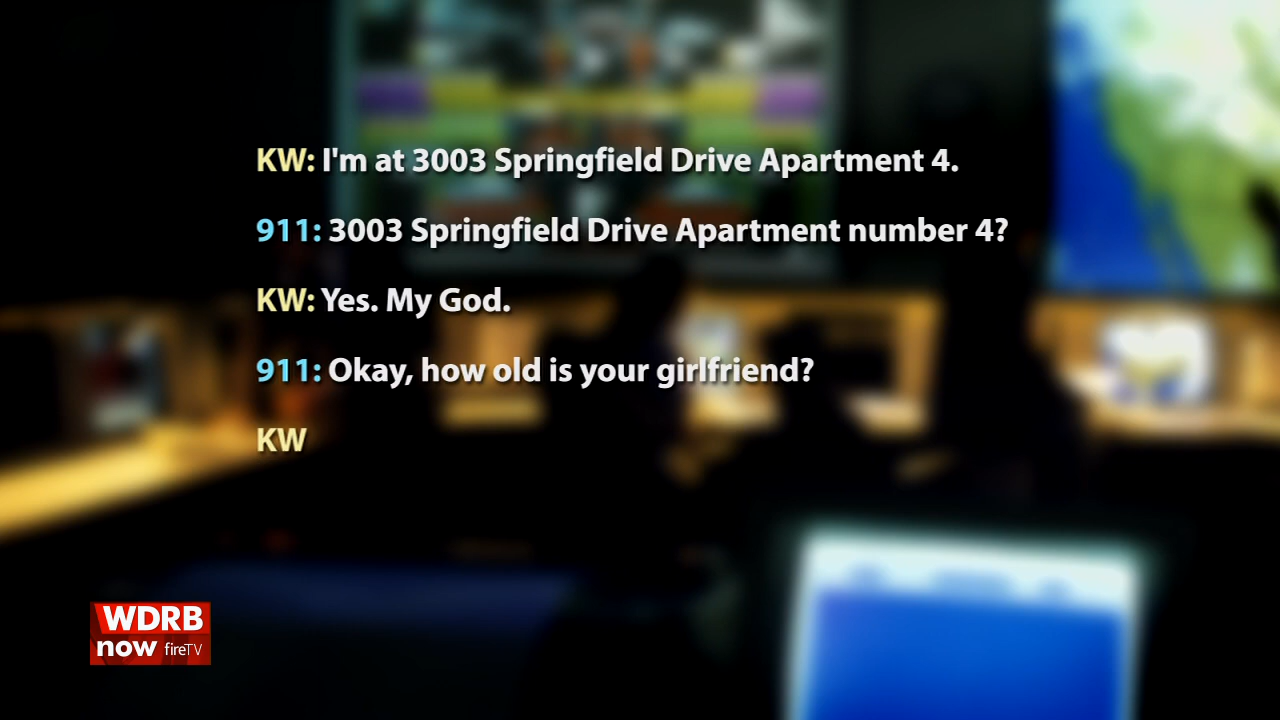 KW: I'm at 3003 Springfield Drive Apartment 4.
911: 3003 Springfield Drive Apartment number 4?
KW: Yes. My God.
911: Okay, how old is your girlfriend?
KW
WDRB
now fireTV